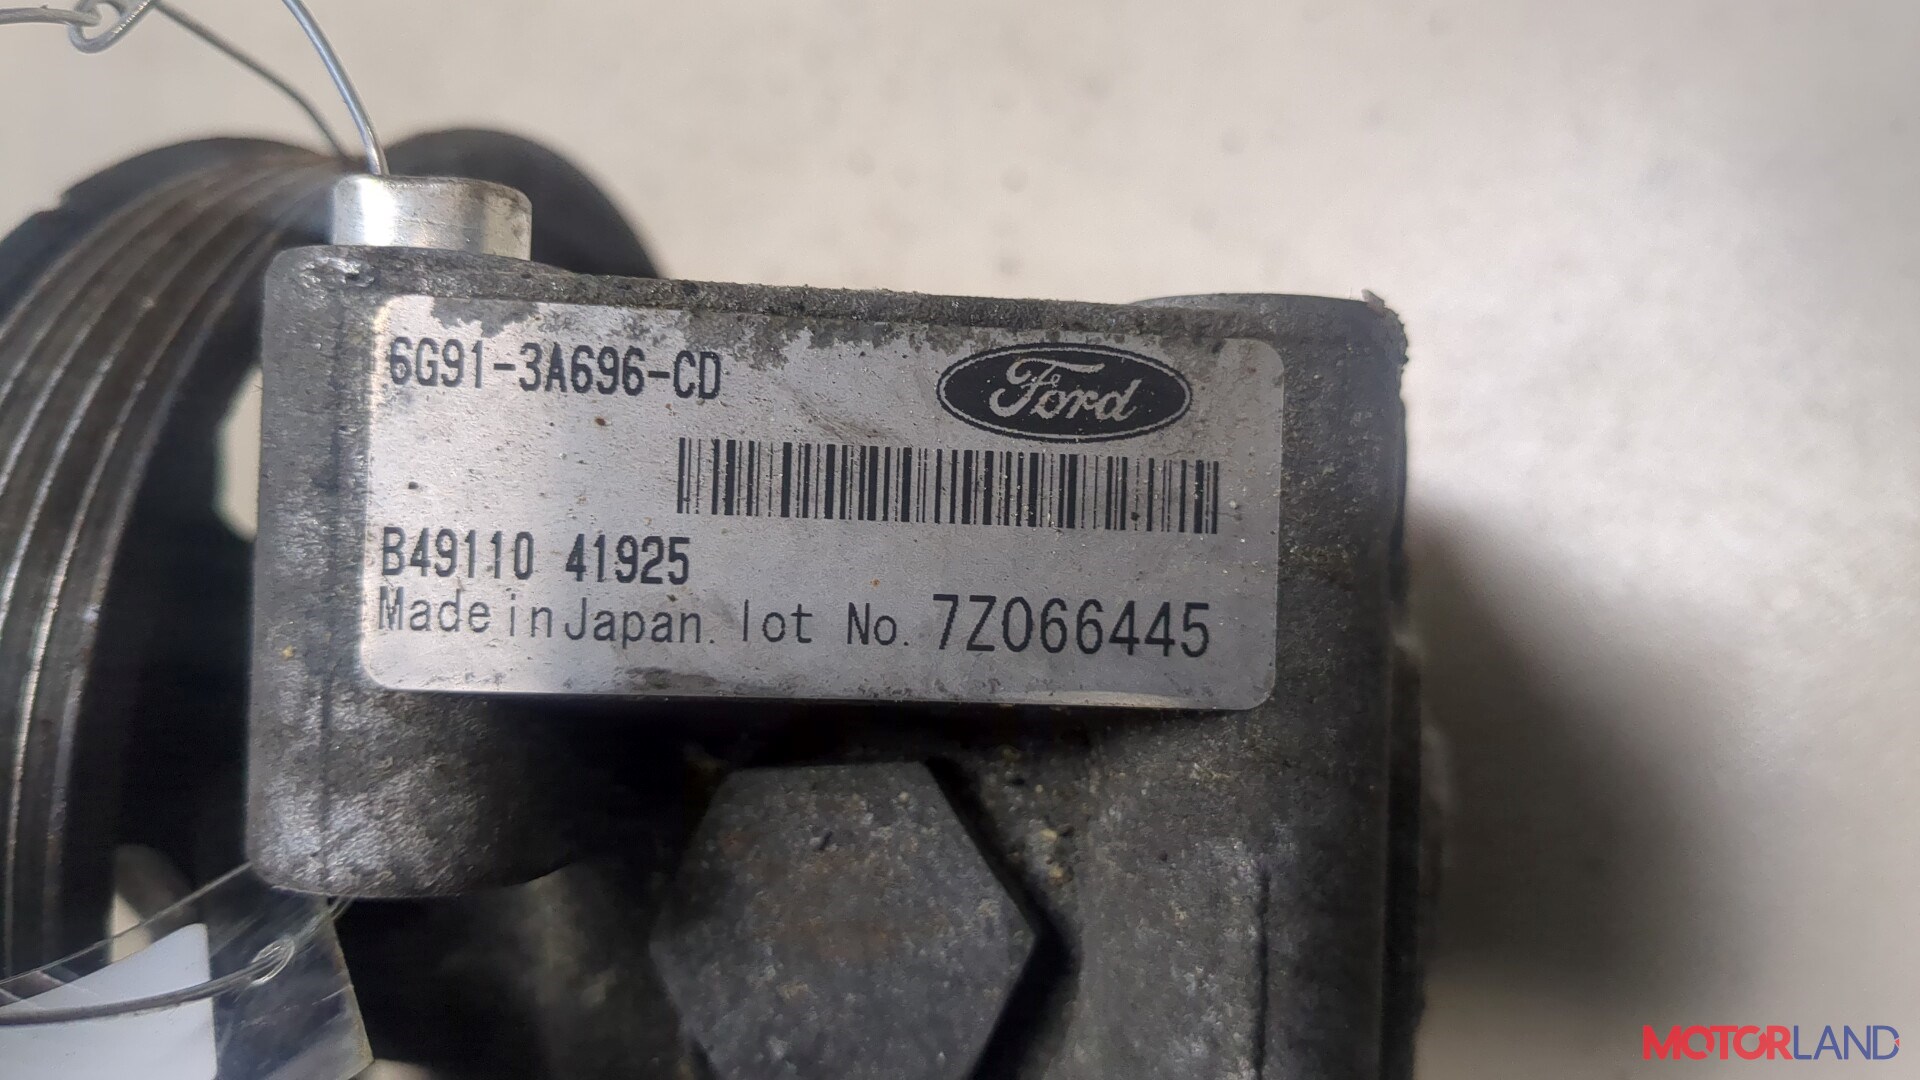 6G91-3A696-CD
Ford
B49110 41925
Made in Japan. lot No. 7Z066445
MOTORLAND